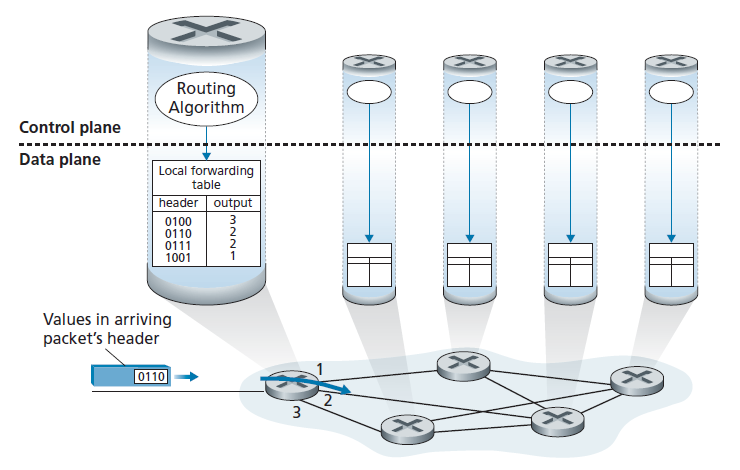 Routing
Algorithm
Control plane
Data plane
Local forwarding
table
header output
0100 3
0110 2
0111 2
1001 1
Values in arriving
packet's header
0110
1
2
3